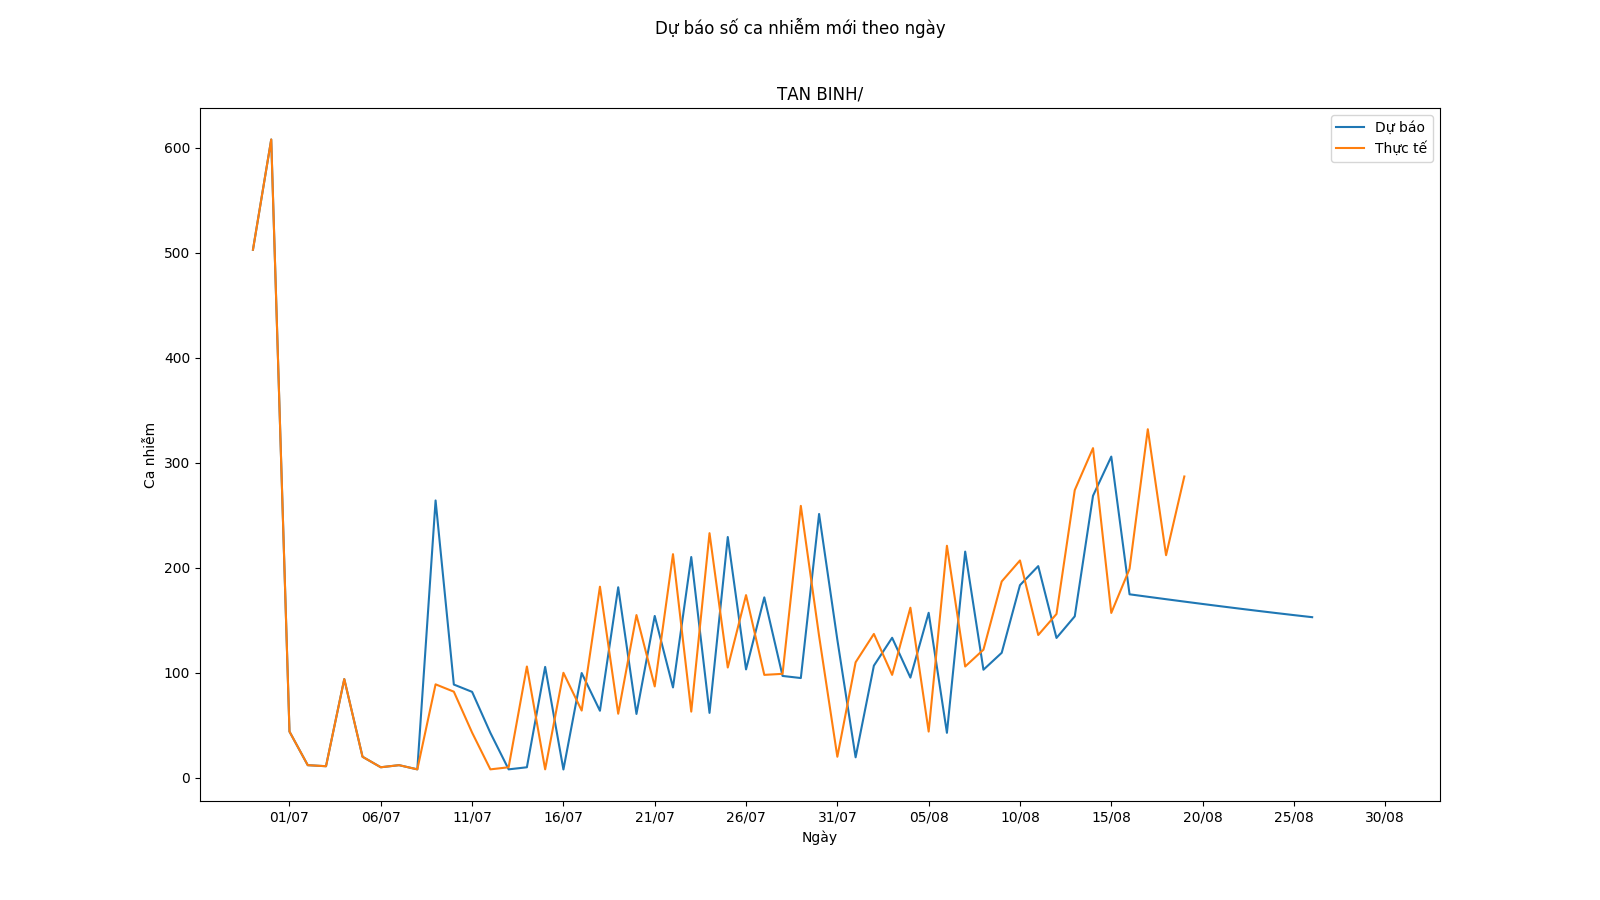 Dự báo số ca nhiễm mới theo ngày
TAN BINH/
Dự báo
Thực tế
600
500
400
300
200
100
0
Ca nhiễm
01/07 06/07 11/07 16/07 21/07 26/07 31/07 05/08 10/08 15/08 20/08 25/08 30/08
Ngày